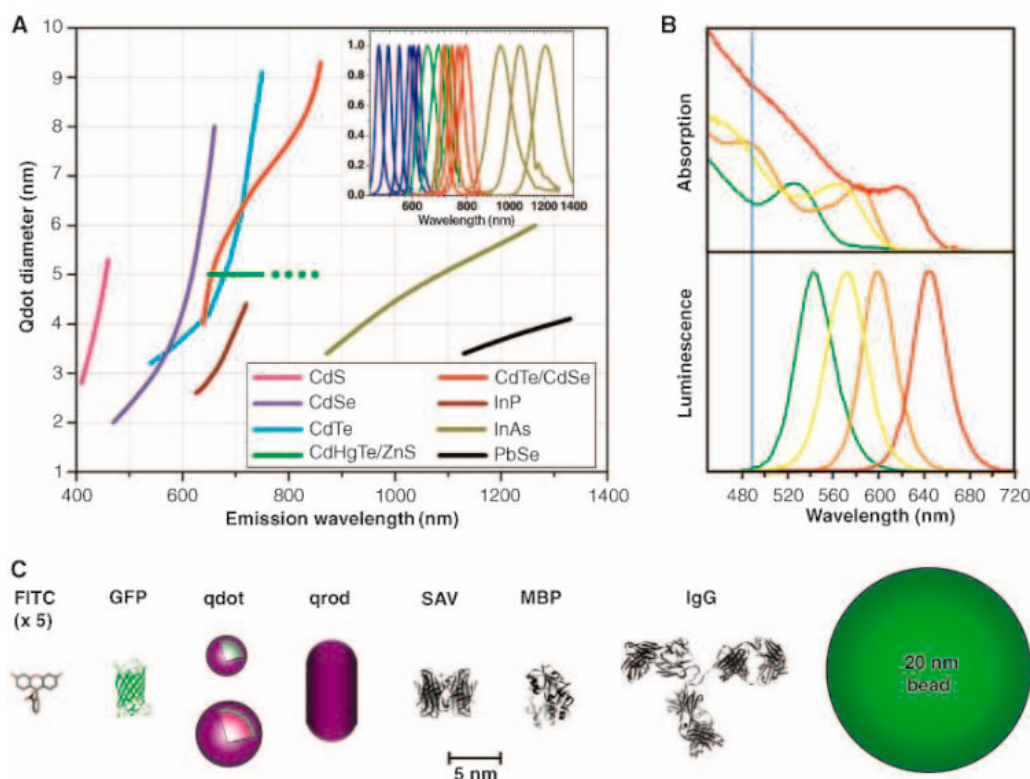 A
Qdot diameter (nm)
10
9
8
7
6
5
4
3
2
1
400
600
800
1000
1200
1400
Emission wavelength (nm)
1.0
0.8
0.6
0.4
0.2
0.0
600
800
1000
1200
1400
Wavelength (nm)
CdS
CdSe
CdTe
CdHgTe/ZnS
CdTe/CdSe
InP
InAs
PbSe
B
Absorption
Luminescence
480
520
560
600
640
680
720
Wavelength (nm)
C
FITC
(x 5)
GFP
qdot
qrod
SAV
MBP
IgG
5 nm
20 nm
bead